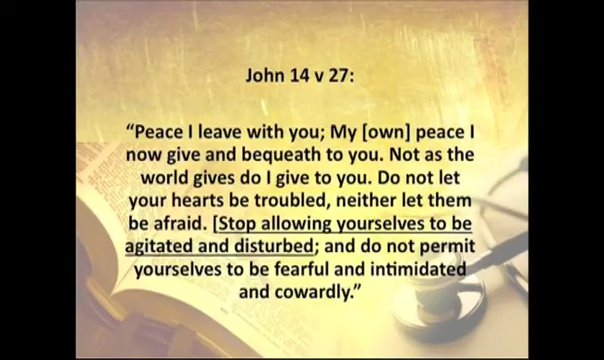 John 14 v 27:
“Peace I leave with you; My [own] peace I
now give and bequeath to you. Not as the
world gives do I give to you. Do not let
your hearts be troubled, neither let them
be afraid. [Stop allowing yourselves to be
agitated and disturbed; and do not permit
yourselves to be fearful and intimidated
and cowardly.”